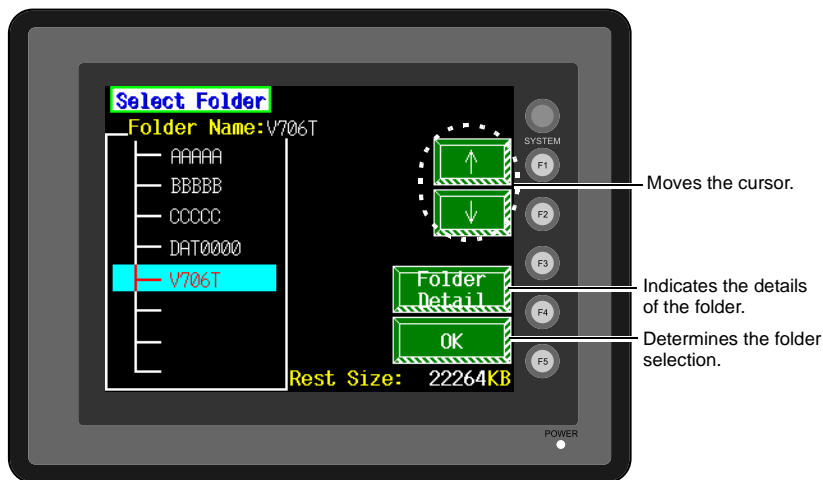 Select Folder
Folder Name:V706T
AAAAA
BBBBB
CCCCC
DAT0000
V706T
↑
↓
Folder
Detail
OK
Rest Size: 22264KB
SYSTEM
F1
F2
F3
F4
F5
POWER
Moves the cursor.
Indicates the details
of the folder.
Determines the folder
selection.